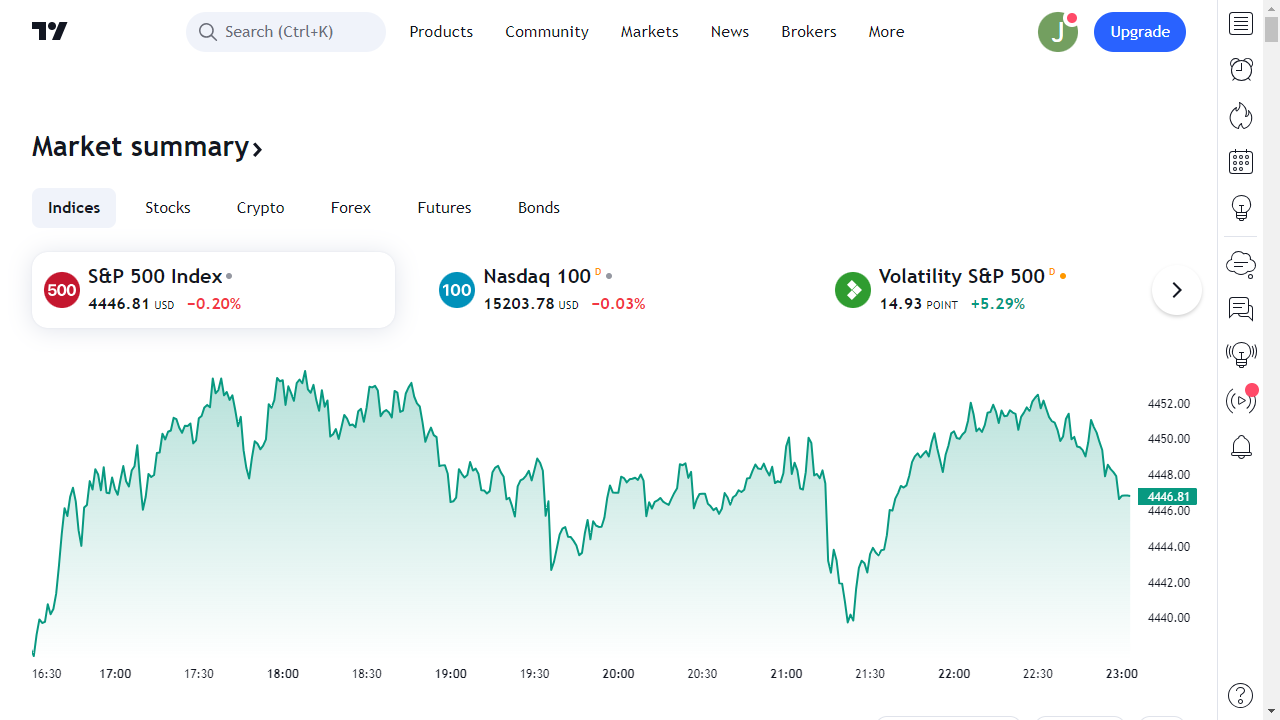 Search (Ctrl+K) Products Community Markets News Brokers More J Upgrade
Market summary
Indices Stocks Crypto Forex Futures Bonds
500 S&P 500 Index
4446.81 USD −0.20%
100 Nasdaq 100 D
15203.78 USD −0.03%
Volatility S&P 500 D
14.93 POINT +5.29%
4452.00
4450.00
4448.00
4446.81
4446.00
4444.00
4442.00
4440.00
16:30 17:00 17:30 18:00 18:30 19:00 19:30 20:00 20:30 21:00 21:30 22:00 22:30 23:00